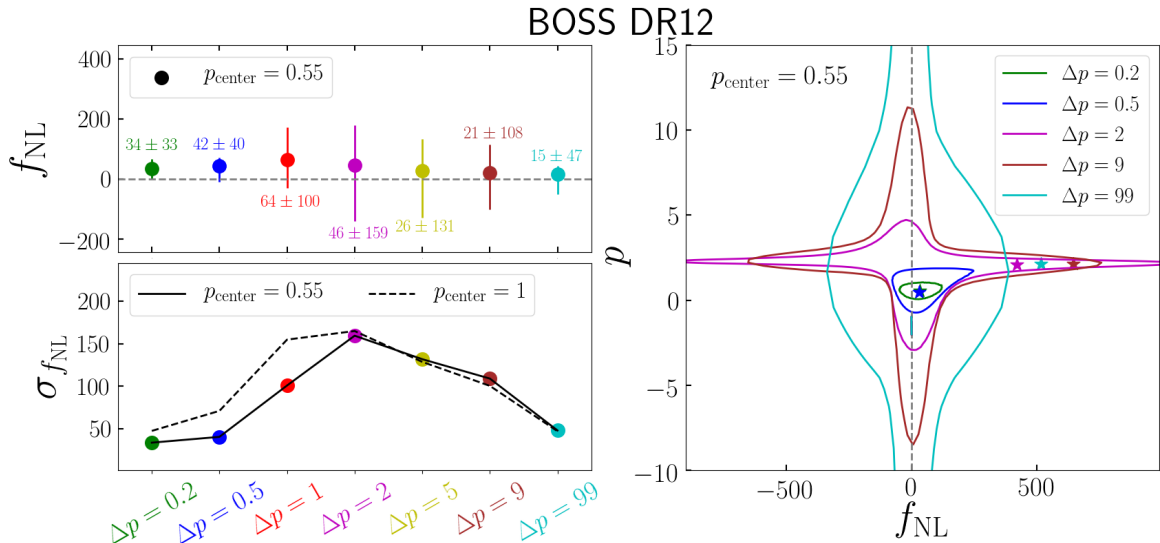 BOSS DR12
400
200
0
−200
f_NL
p_center = 0.55
34 ± 33
42 ± 40
64 ± 100
46 ± 159
26 ± 131
21 ± 108
15 ± 47
200
150
100
50
σ_{f_NL}
p_center = 0.55
p_center = 1
Δp = 0.2
Δp = 0.5
Δp = 1
Δp = 2
Δp = 5
Δp = 9
Δp = 99
15
10
5
0
−5
−10
p
p_center = 0.55
Δp = 0.2
Δp = 0.5
Δp = 2
Δp = 9
Δp = 99
−500
0
500
f_NL